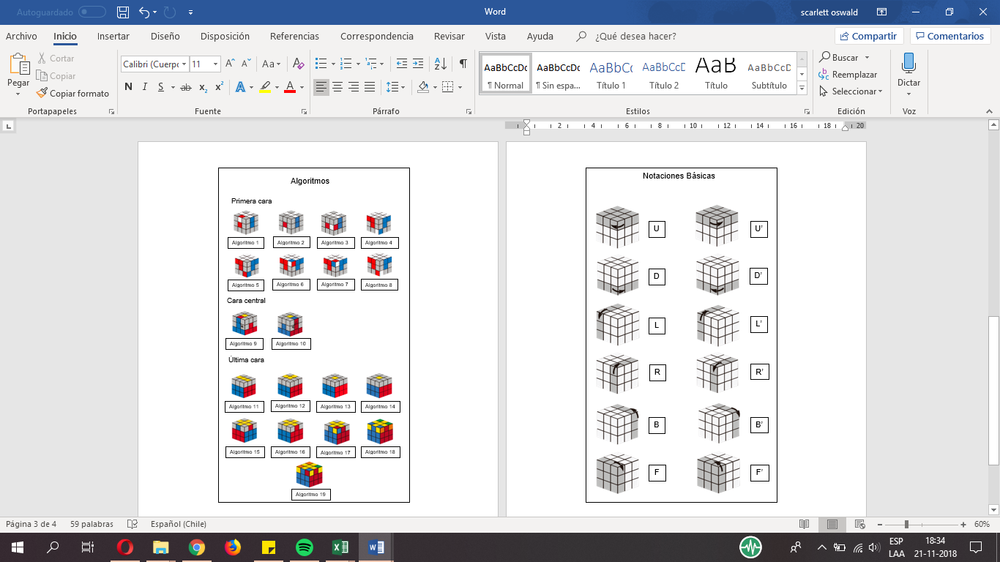 Autoguardado
Word
scarlett oswald
Archivo Inicio Insertar Diseño Disposición Referencias Correspondencia Revisar Vista Ayuda ¿Qué desea hacer? Compartir Comentarios
Pegar
Cortar
Copiar
Copiar formato
Portapapeles
Calibri (Cuerpo 11
Aa
N I S ab x₂ x² A A
Fuente
Párrafo
AaBbCcDc AaBbCcDc AaBbCc AaBbCcD AaB AaBbCcD
¶ Normal ¶ Sin espa... Título 1 Título 2 Título Subtítulo
Estilos
Buscar
Reemplazar
Seleccionar
Edición
Dictar
Voz
2 4 6 8 10 12 14 16 18 20
Algoritmos
Primera cara
Algoritmo 1 Algoritmo 2 Algoritmo 3 Algoritmo 4
Algoritmo 5 Algoritmo 6 Algoritmo 7 Algoritmo 8
Cara central
Algoritmo 9 Algoritmo 10
Última cara
Algoritmo 11 Algoritmo 12 Algoritmo 13 Algoritmo 14
Algoritmo 15 Algoritmo 16 Algoritmo 17 Algoritmo 18
Algoritmo 19
Notaciones Básicas
U U’
D D’
L L’
R R’
B B’
F F’
Página 3 de 4 59 palabras Español (Chile) 60%
ESP 18:34
LAA 21-11-2018